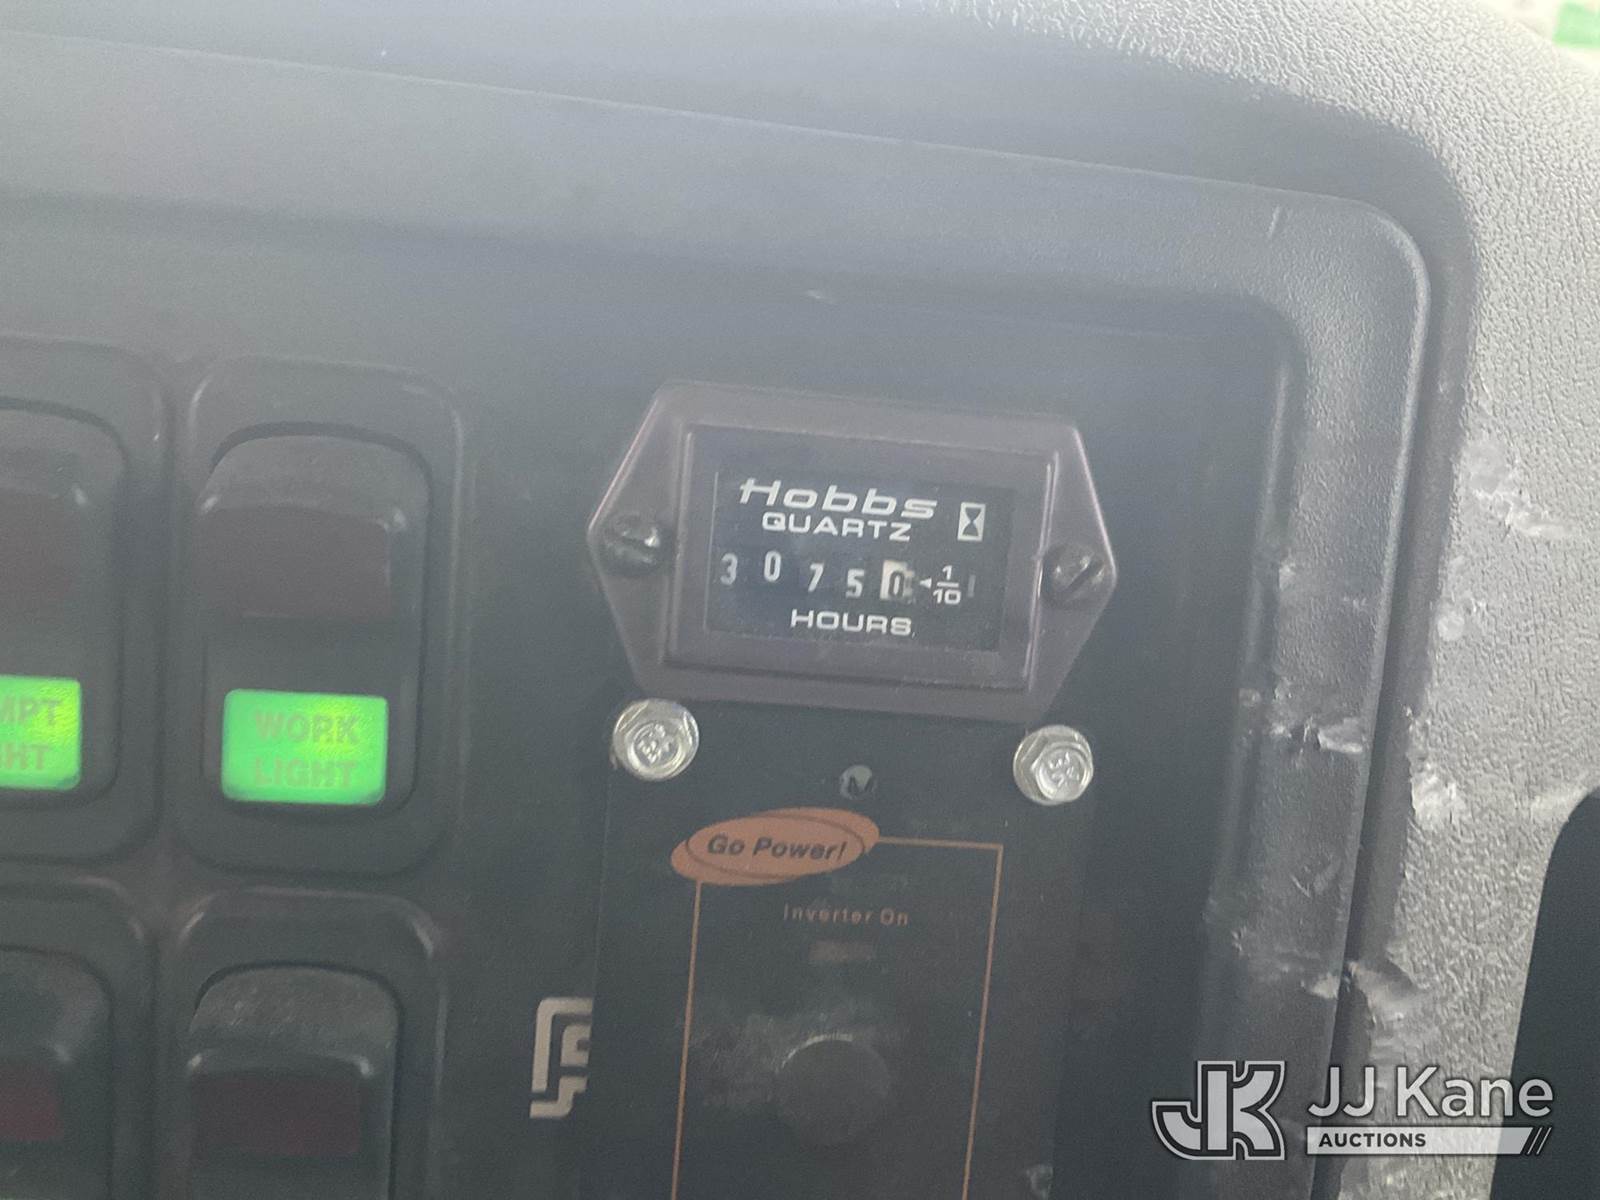 Hobbs
QUARTZ
3 0 7 5 0 1/10
HOURS
WORK
LIGHT
MPT
HT
Go Power!
Inverter On
JJ Kane
AUCTIONS